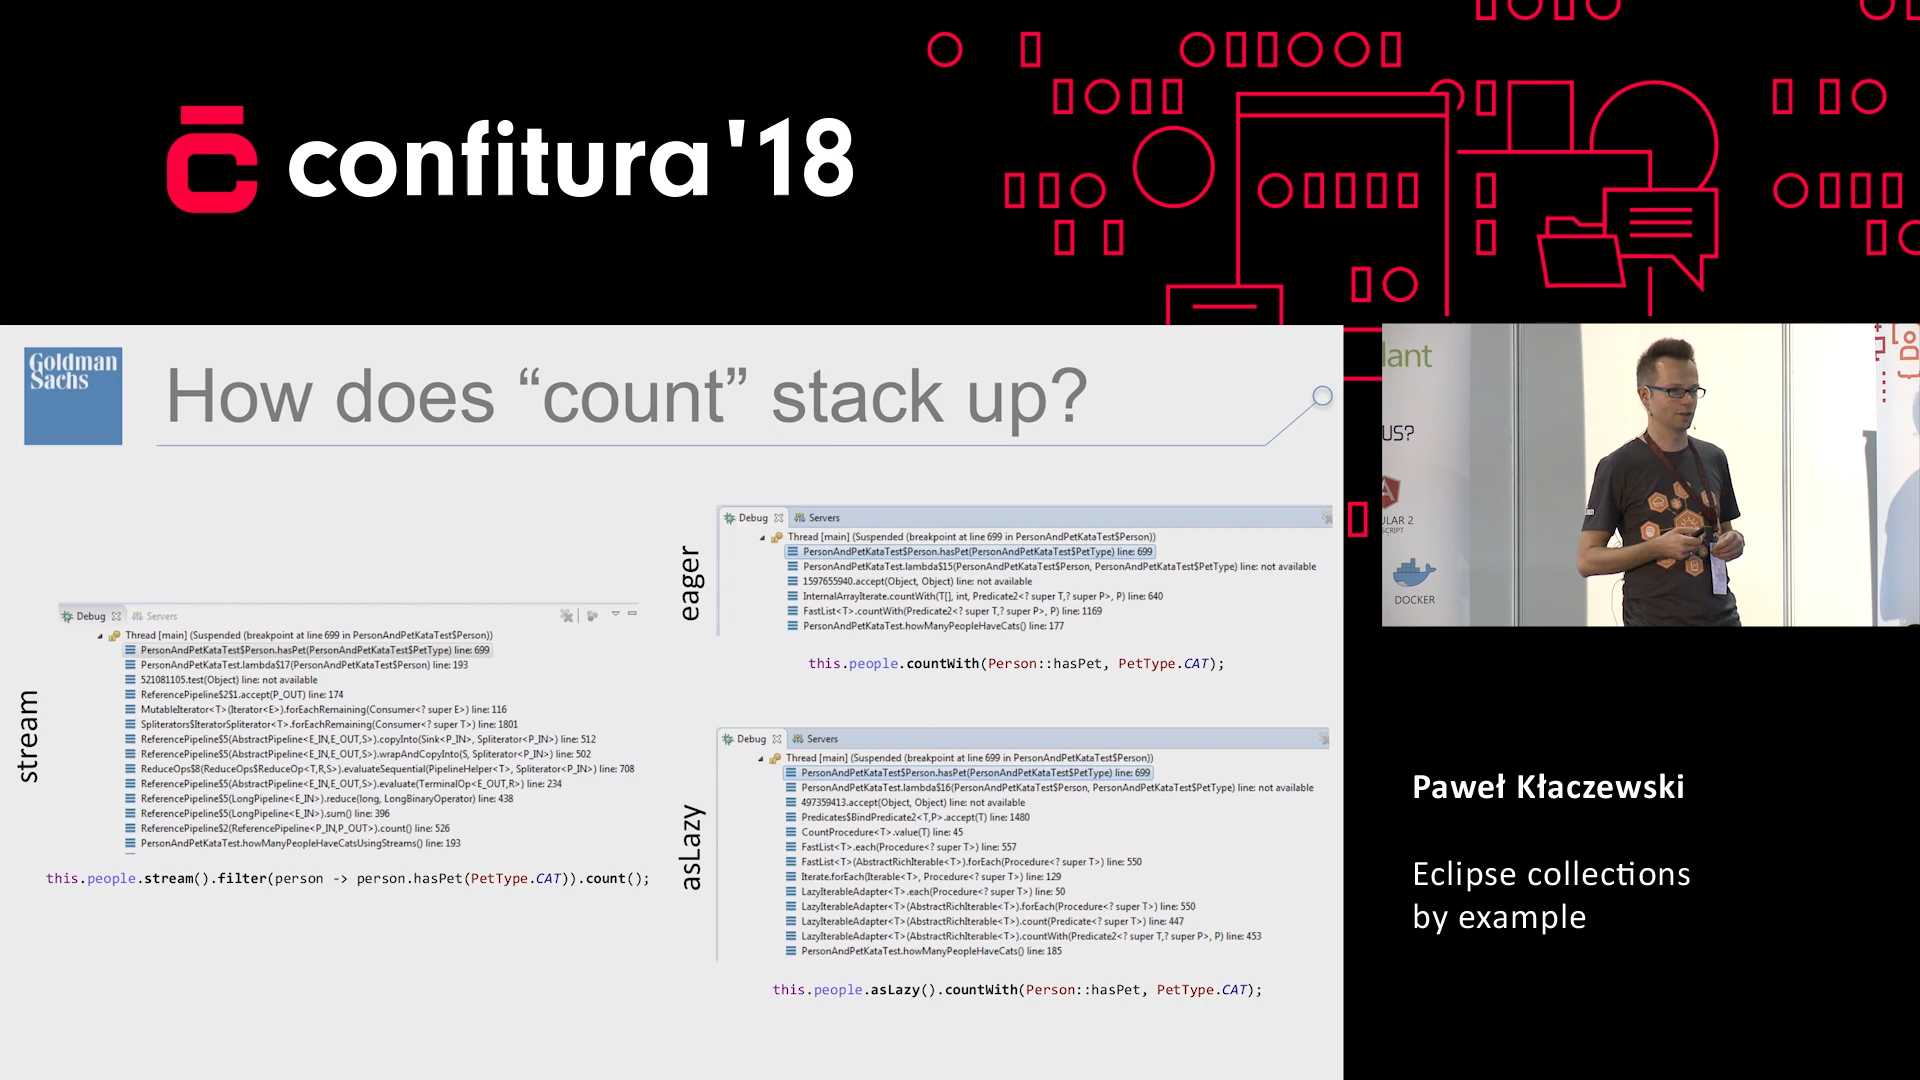 confitura '18
Goldman
Sachs
How does “count” stack up?
stream
Debug Servers
Thread [main] (Suspended (breakpoint at line 699 in PersonAndPetKataTest$Person))
PersonAndPetKataTest$Person.hasPet(PersonAndPetKataTest$PetType) line: 699
PersonAndPetKataTest.lambda$17(PersonAndPetKataTest$Person) line: 193
521081105.test(Object) line: not available
ReferencePipeline$2$1.accept(P_OUT) line: 174
MutableIterator<T>(Iterator<E>).forEachRemaining(Consumer<? super E>) line: 116
Spliterators$IteratorSpliterator<T>.forEachRemaining(Consumer<? super T>) line: 1801
ReferencePipeline$5(AbstractPipeline<E_IN,E_OUT,S>).copyInto(Sink<P_IN>, Spliterator<P_IN>) line: 512
ReferencePipeline$5(AbstractPipeline<E_IN,E_OUT,S>).wrapAndCopyInto(S, Spliterator<P_IN>) line: 502
ReduceOps$8(ReduceOps$ReduceOp<T,R,S>).evaluateSequential(PipelineHelper<T>, Spliterator<P_IN>) line: 708
ReferencePipeline$5(AbstractPipeline<E_IN,E_OUT,S>).evaluate(TerminalOp<E_OUT,R>) line: 234
ReferencePipeline$5(LongPipeline<E_IN>).reduce(long, LongBinaryOperator) line: 438
ReferencePipeline$5(LongPipeline<E_IN>).sum() line: 396
ReferencePipeline$2(ReferencePipeline<P_IN,P_OUT>).count() line: 526
PersonAndPetKataTest.howManyPeopleHaveCatsUsingStreams() line: 193
this.people.stream().filter(person -> person.hasPet(PetType.CAT)).count();
eager
Debug Servers
Thread [main] (Suspended (breakpoint at line 699 in PersonAndPetKataTest$Person))
PersonAndPetKataTest$Person.hasPet(PersonAndPetKataTest$PetType) line: 699
PersonAndPetKataTest.lambda$15(PersonAndPetKataTest$Person, PersonAndPetKataTest$PetType) line: not available
1597655940.accept(Object, Object) line: not available
InternalArrayIterate.countWith(T[], int, Predicate2<? super T,? super P>, P) line: 640
FastList<T>.countWith(Predicate2<? super T,? super P>, P) line: 1169
PersonAndPetKataTest.howManyPeopleHaveCats() line: 177
this.people.countWith(Person::hasPet, PetType.CAT);
asLazy
Debug Servers
Thread [main] (Suspended (breakpoint at line 699 in PersonAndPetKataTest$Person))
PersonAndPetKataTest$Person.hasPet(PersonAndPetKataTest$PetType) line: 699
PersonAndPetKataTest.lambda$16(PersonAndPetKataTest$Person, PersonAndPetKataTest$PetType) line: not available
497359413.accept(Object, Object) line: not available
Predicates$BindPredicate2<T,P>.accept(T) line: 1480
CountProcedure<T>.value(T) line: 45
FastList<T>.each(Procedure<? super T>) line: 557
FastList<T>(AbstractRichIterable<T>).forEach(Procedure<? super T>) line: 550
Iterate.forEach(Iterable<T>, Procedure<? super T>) line: 129
LazyIterableAdapter<T>.each(Procedure<? super T>) line: 50
LazyIterableAdapter<T>(AbstractRichIterable<T>).forEach(Procedure<? super T>) line: 550
LazyIterableAdapter<T>(AbstractRichIterable<T>).count(Predicate<? super T>) line: 447
LazyIterableAdapter<T>(AbstractRichIterable<T>).countWith(Predicate2<? super T,? super P>, P) line: 453
PersonAndPetKataTest.howManyPeopleHaveCats() line: 185
this.people.asLazy().countWith(Person::hasPet, PetType.CAT);
lant
US?
ULAR 2
SCRIPT
DOCKER
Do
Paweł Kłaczewski
Eclipse collections
by example